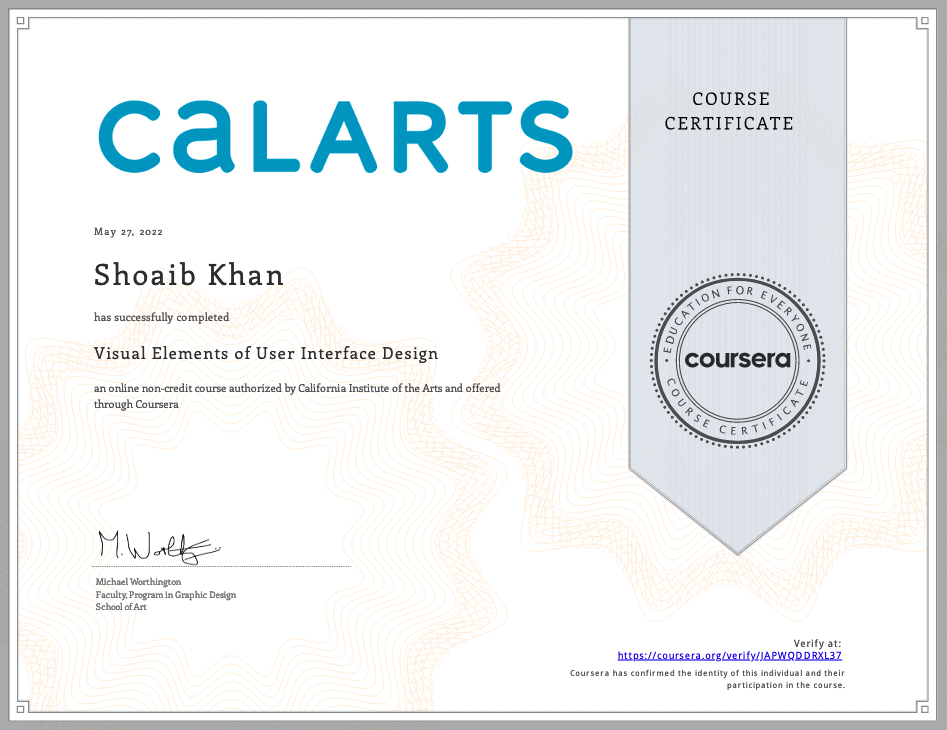 CALARTS
COURSE
CERTIFICATE
May 27, 2022
Shoaib Khan
has successfully completed
Visual Elements of User Interface Design
an online non-credit course authorized by California Institute of the Arts and offered
through Coursera
EDUCATION FOR EVERYONE
coursera
COURSE CERTIFICATE
M. Worth
Michael Worthington
Faculty, Program in Graphic Design
School of Art
Verify at:
https://coursera.org/verify/JAPWQDDRXL37
Coursera has confirmed the identity of this individual and their
participation in the course.